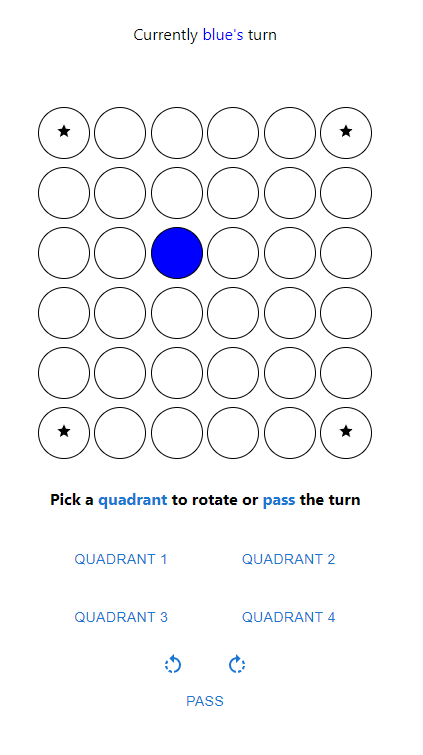 Currently blue's turn
Pick a quadrant to rotate or pass the turn
QUADRANT 1
QUADRANT 2
QUADRANT 3
QUADRANT 4
PASS